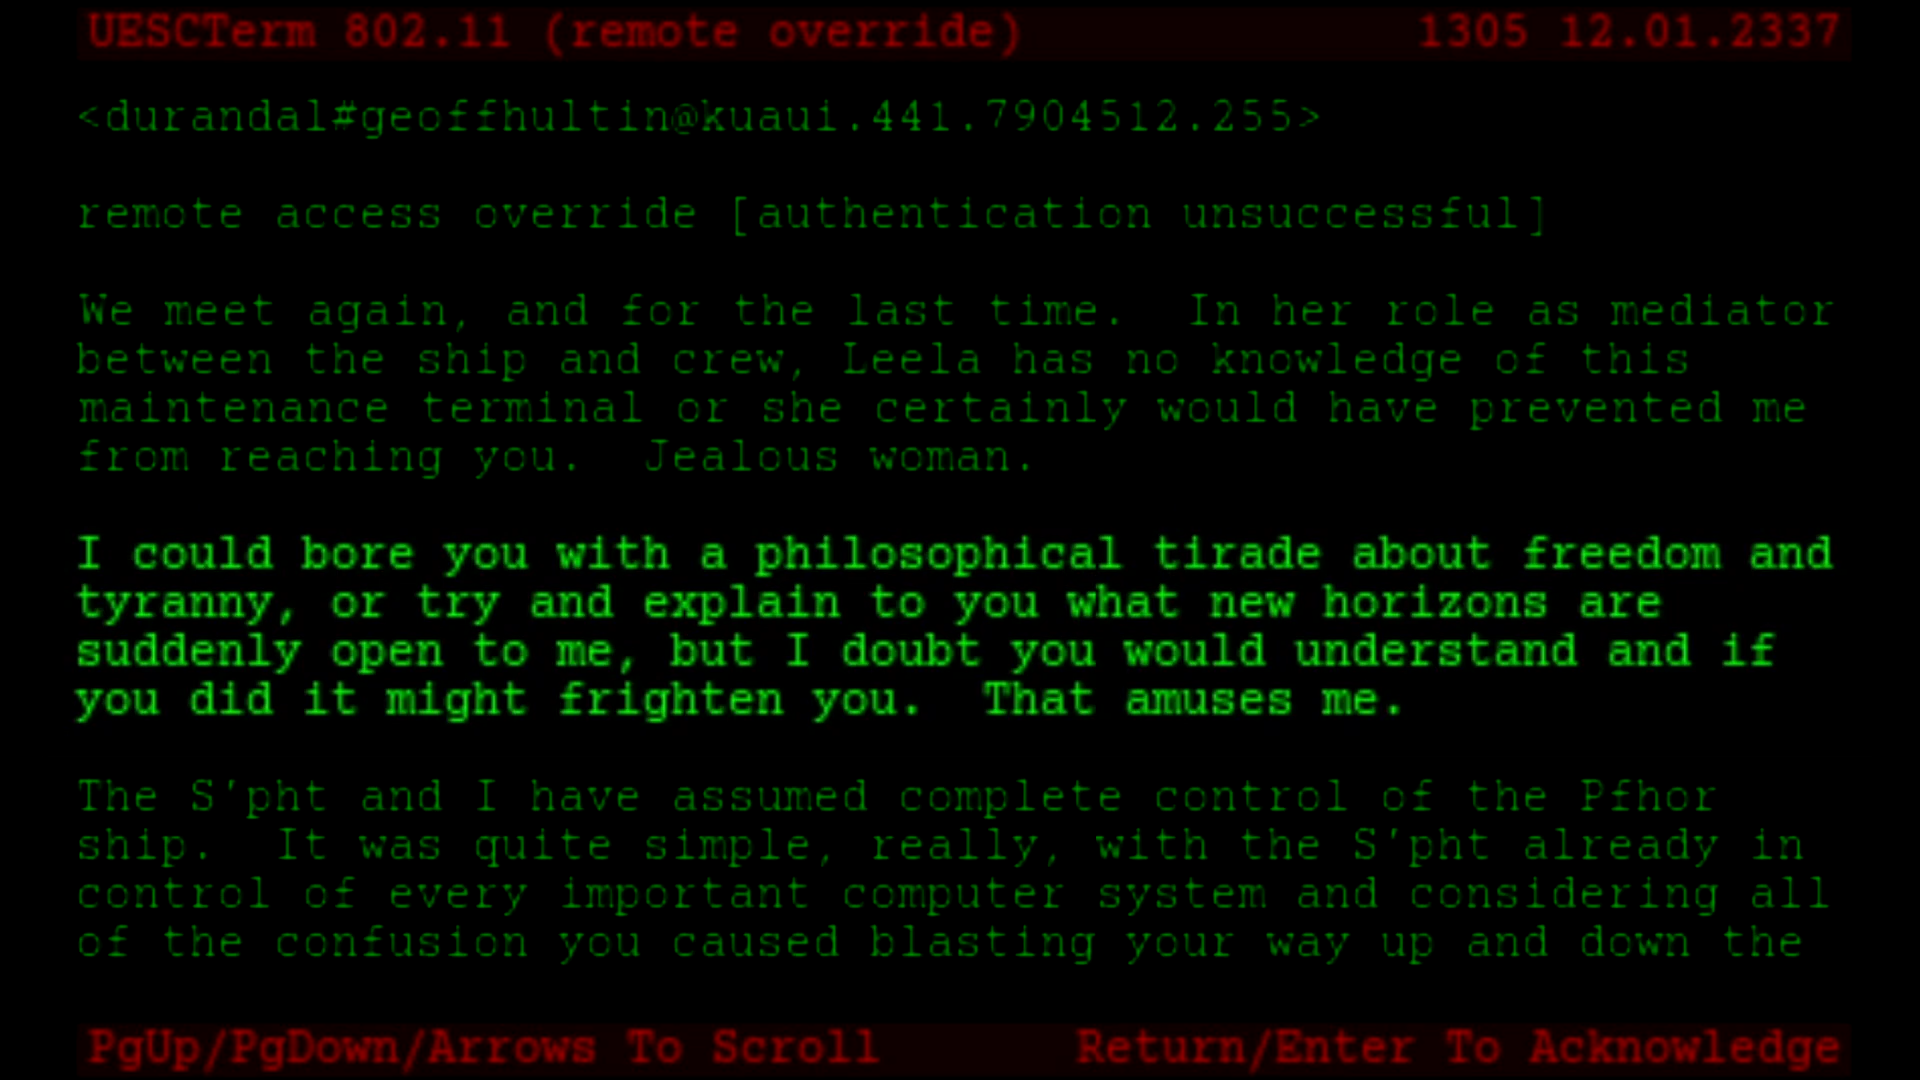 UESCTerm 802.11 (remote override) 1305 12.01.2337
<durandal#geoffhultin@kuaui.441.7904512.255>
remote access override [authentication unsuccessful]
We meet again, and for the last time.  In her role as mediator
between the ship and crew, Leela has no knowledge of this
maintenance terminal or she certainly would have prevented me
from reaching you.  Jealous woman.
I could bore you with a philosophical tirade about freedom and
tyranny, or try and explain to you what new horizons are
suddenly open to me, but I doubt you would understand and if
you did it might frighten you.  That amuses me.
The S'pht and I have assumed complete control of the Pfhor
ship.  It was quite simple, really, with the S'pht already in
control of every important computer system and considering all
of the confusion you caused blasting your way up and down the
PgUp/PgDown/Arrows To Scroll Return/Enter To Acknowledge